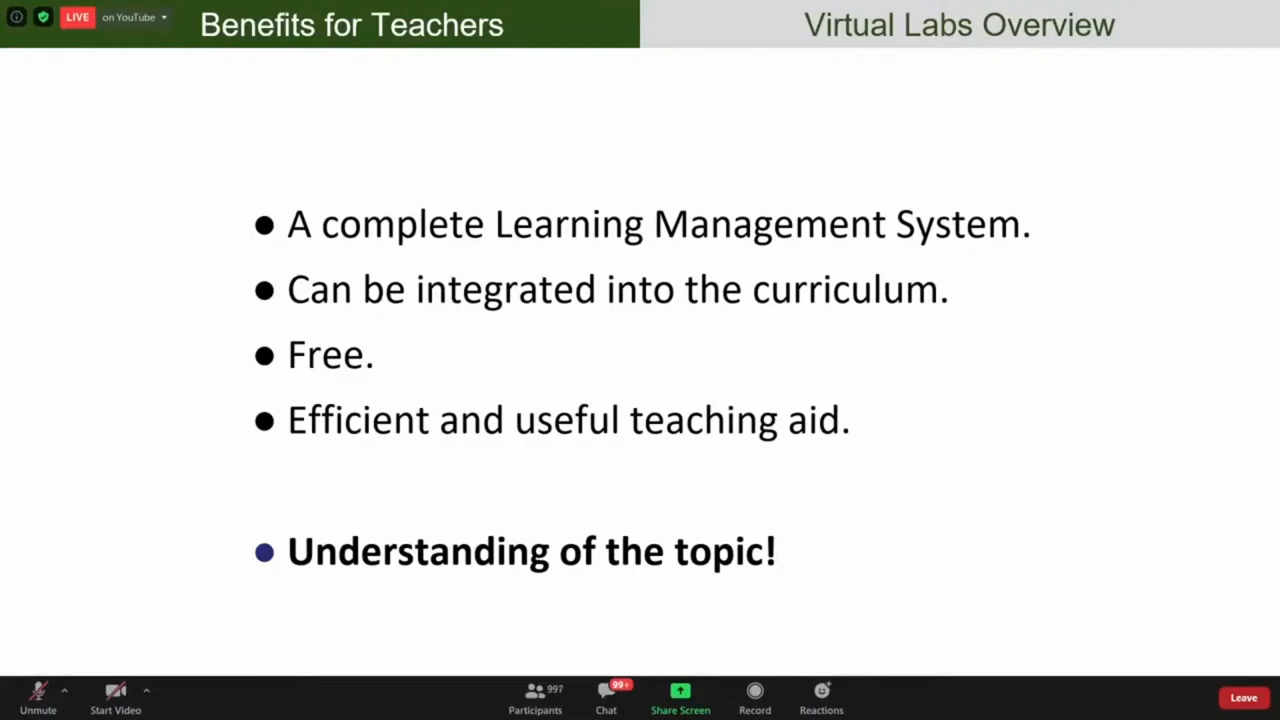 LIVE on YouTube
Benefits for Teachers
Virtual Labs Overview
● A complete Learning Management System.
● Can be integrated into the curriculum.
● Free.
● Efficient and useful teaching aid.
● Understanding of the topic!
Unmute
Start Video
997
Participants
99+
Chat
Share Screen
Record
Reactions
Leave